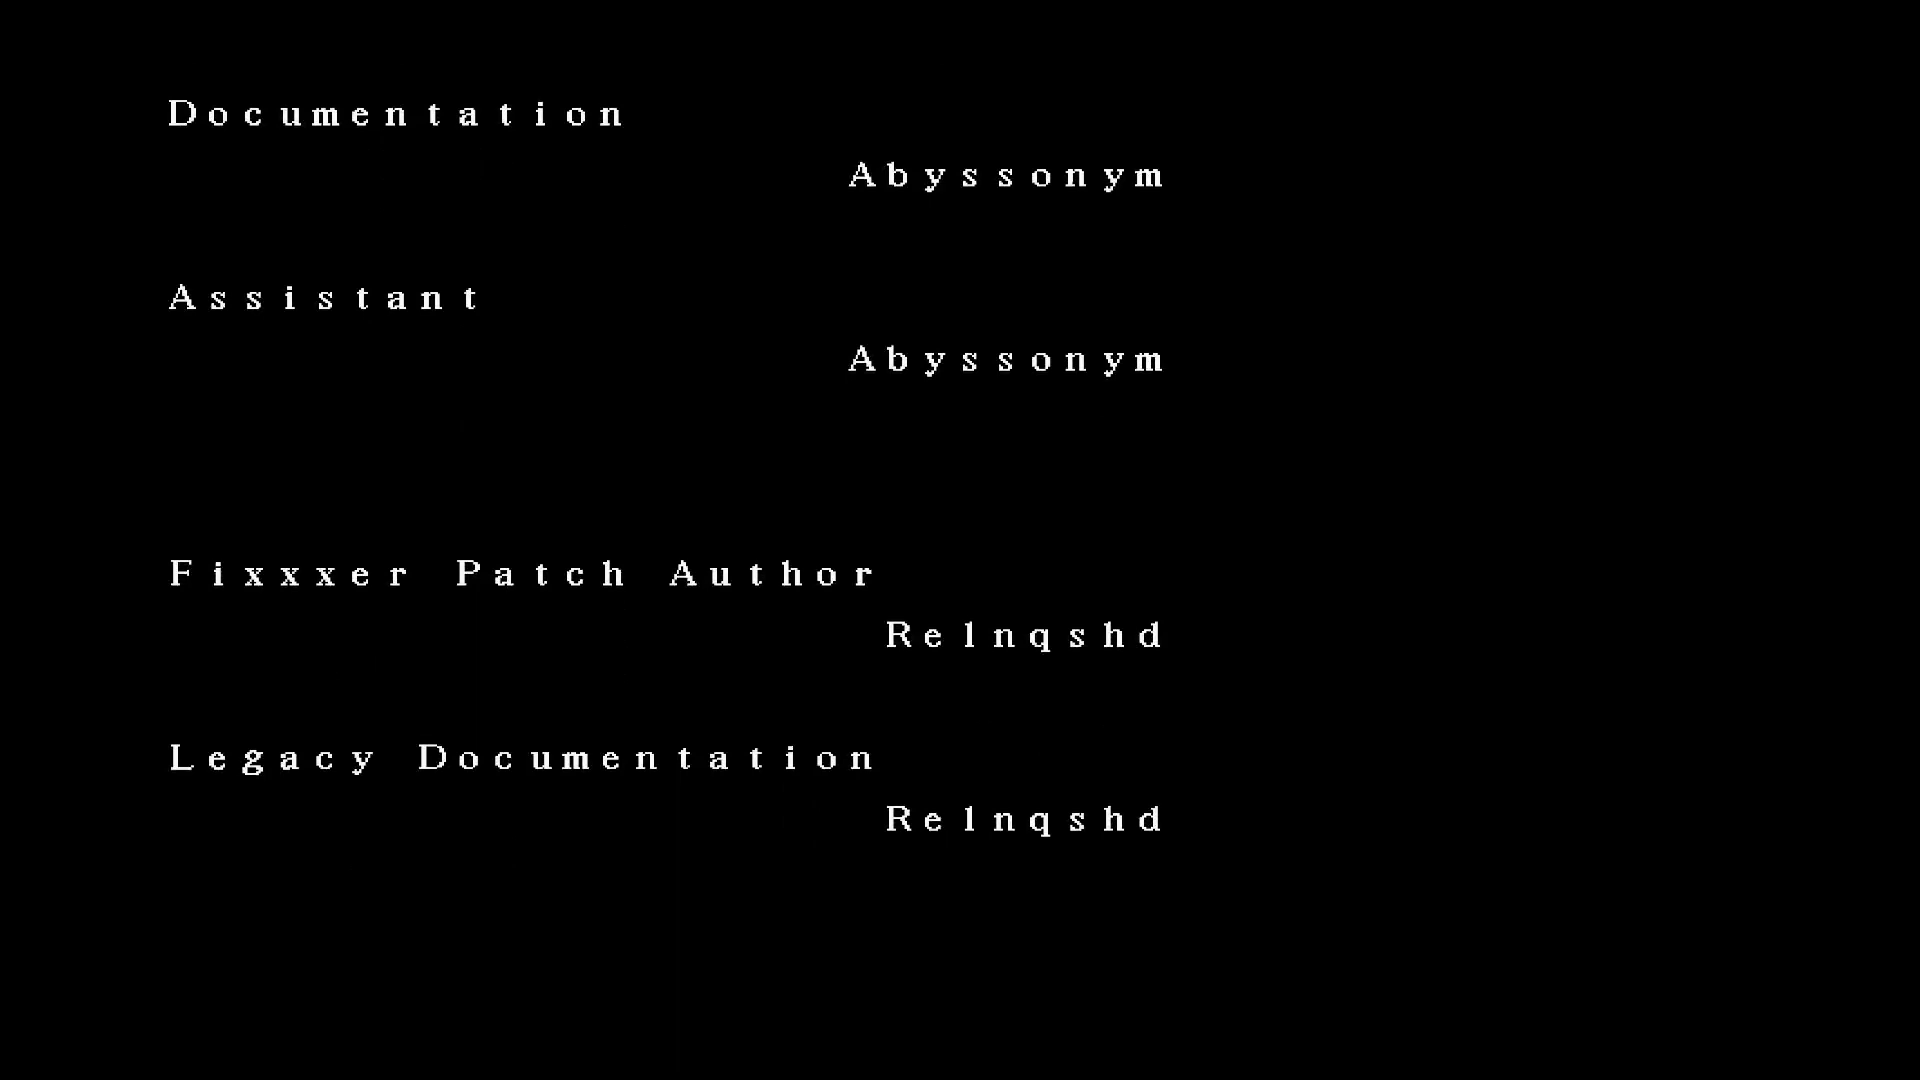 Documentation
Abyssonym
Assistant
Abyssonym
Fixxxer Patch Author
Relnqshd
Legacy Documentation
Relnqshd